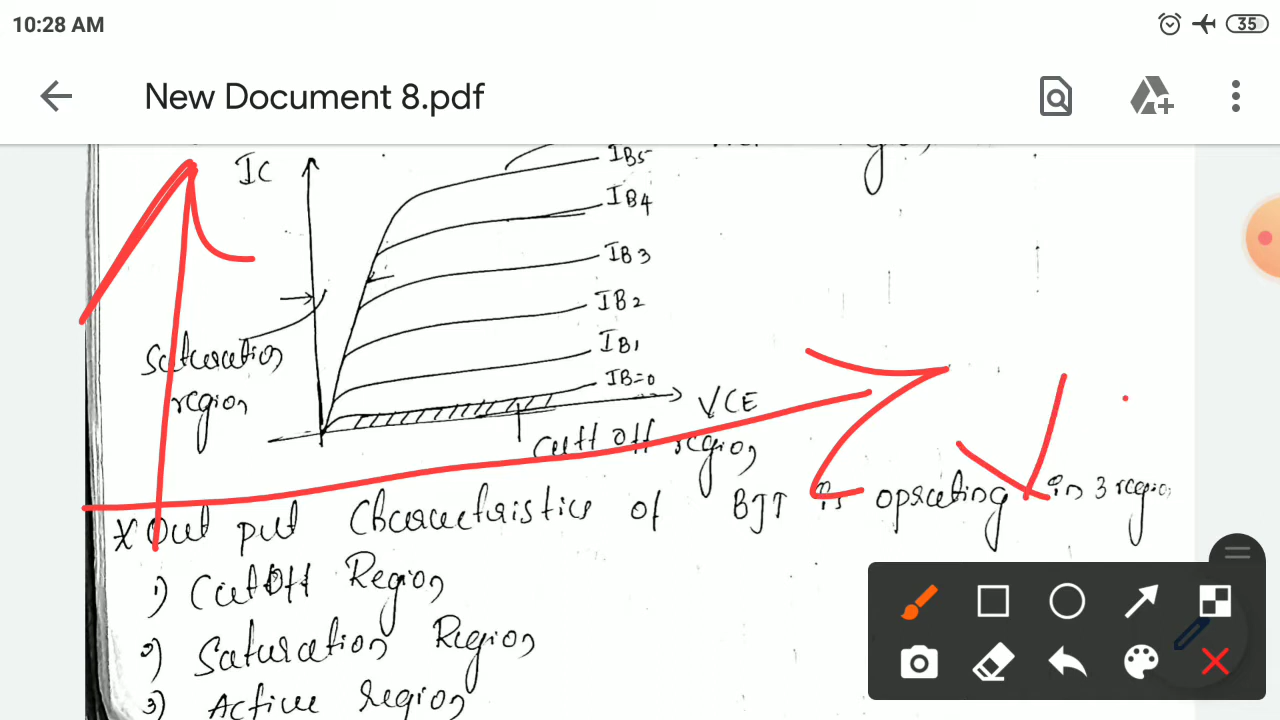 10:28 AM
35
New Document 8.pdf
IC
IB5
IB4
IB3
IB2
IB1
IB=0
VCE
Saturation
region
Cutt off region
* Out put Characteristics of BJT is operating in 3 region
1) CutOff Region
2) Saturation Region
3) Active region